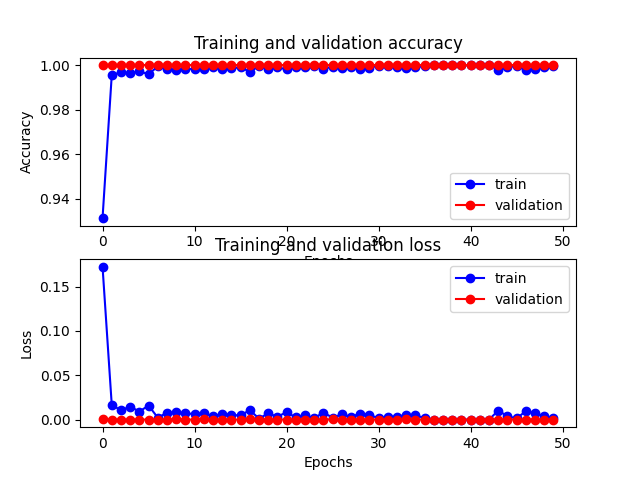 Training and validation accuracy
1.00
0.98
0.96
0.94
Accuracy
train
validation
0 10 20 30 40 50
Epochs
Training and validation loss
0.15
0.10
0.05
0.00
Loss
train
validation
0 10 20 30 40 50
Epochs